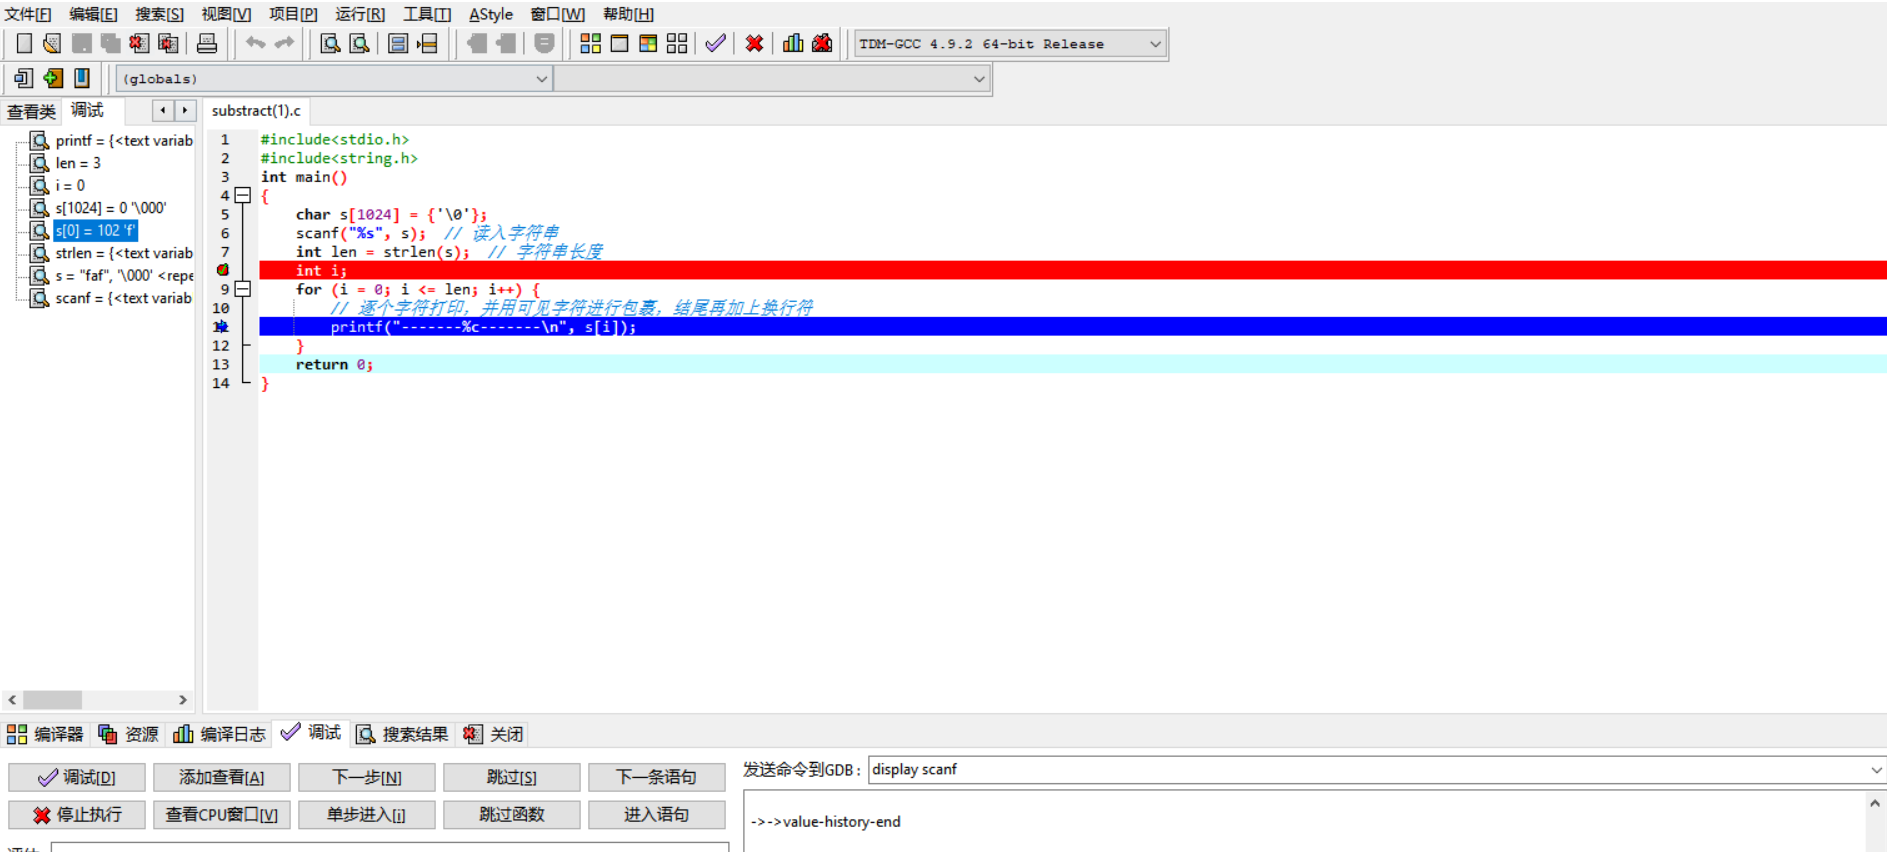 文件[F] 编辑[E] 搜索[S] 视图[V] 项目[P] 运行[R] 工具[T] AStyle 窗口[W] 帮助[H]
TDM-GCC 4.9.2 64-bit Release
(globals)
查看类 调试 substract(1).c
printf = {<text variab
len = 3
i = 0
s[1024] = 0 '\000'
s[0] = 102 'f'
strlen = {<text variab
s = "faf", '\000' <repe
scanf = {<text variab
1 #include<stdio.h>
2 #include<string.h>
3 int main()
4 {
5 char s[1024] = {'\0'};
6 scanf("%s", s); // 读入字符串
7 int len = strlen(s); // 字符串长度
int i;
9 for (i = 0; i <= len; i++) {
10 // 逐个字符打印，并用可见字符进行包裹，结尾再加上换行符
printf("-------%c-------\n", s[i]);
12 }
13 return 0;
14 }
编译器 资源 编译日志 调试 搜索结果 关闭
调试[D] 添加查看[A] 下一步[N] 跳过[S] 下一条语句 发送命令到GDB： display scanf
停止执行 查看CPU窗口[V] 单步进入[i] 跳过函数 进入语句
->->value-history-end